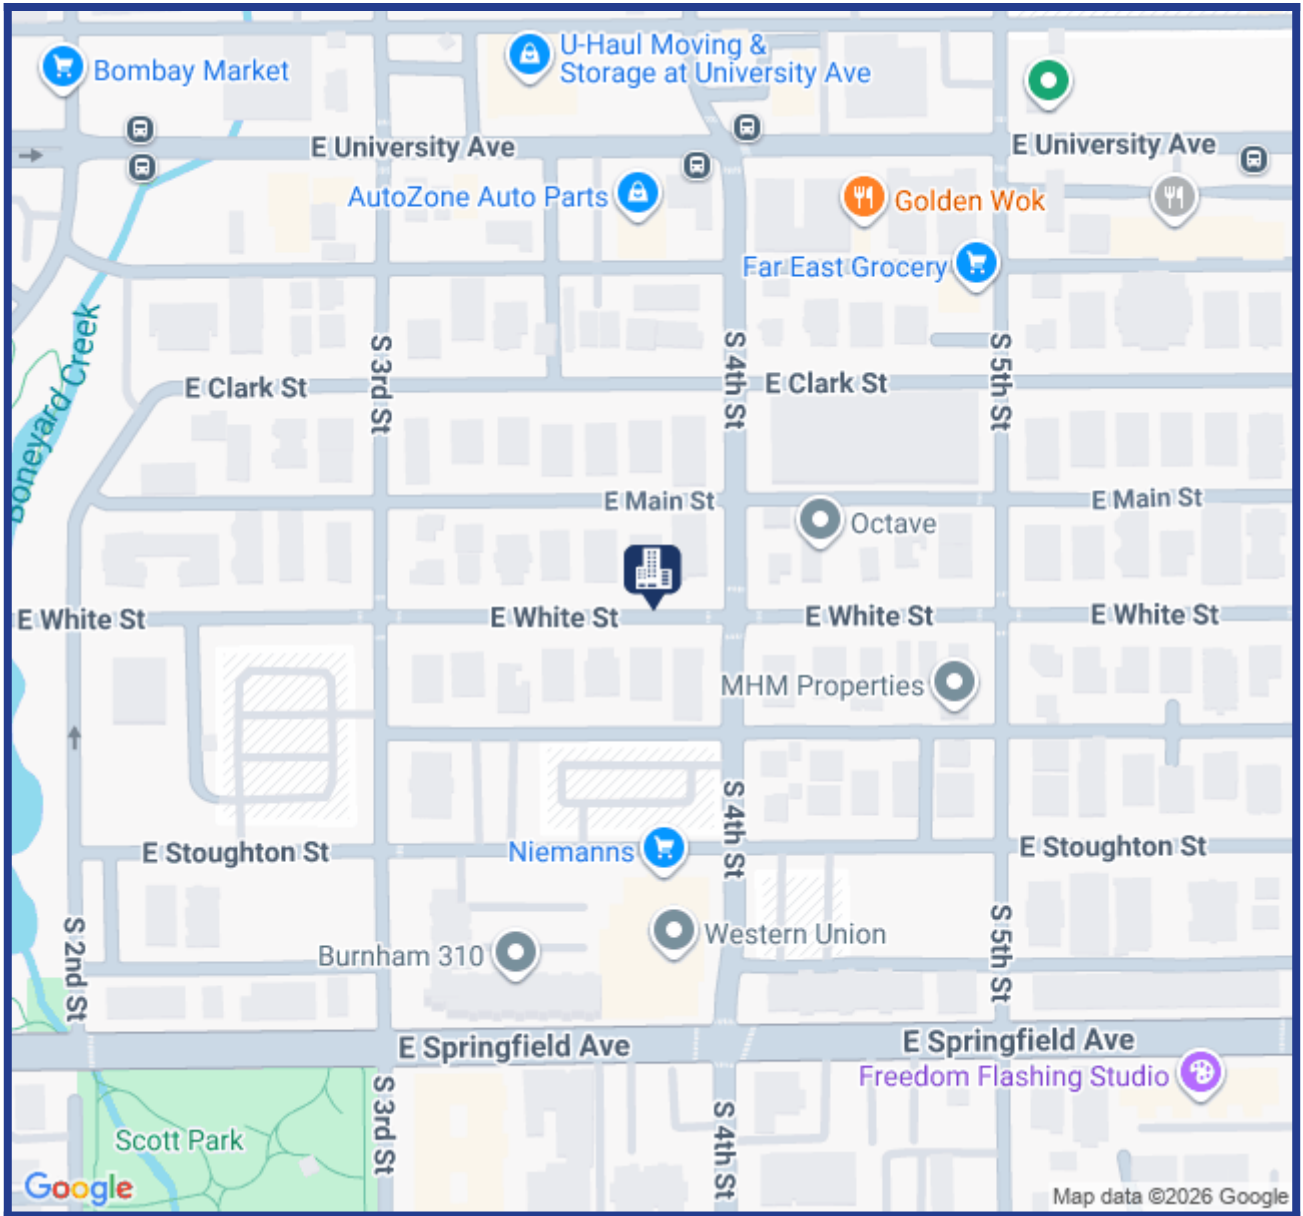 U-Haul Moving &
Storage at University Ave
Bombay Market
E University Ave
E University Ave
AutoZone Auto Parts
Golden Wok
Far East Grocery
Boneyard Creek
S 3rd St
S 4th St
S 5th St
E Clark St
E Clark St
E Main St
E Main St
Octave
E White St
E White St
E White St
E White St
MHM Properties
S 4th St
E Stoughton St
Niemanns
E Stoughton St
S 2nd St
Burnham 310
Western Union
S 5th St
E Springfield Ave
E Springfield Ave
Freedom Flashing Studio
S 3rd St
S 4th St
Scott Park
Google
Map data ©2026 Google